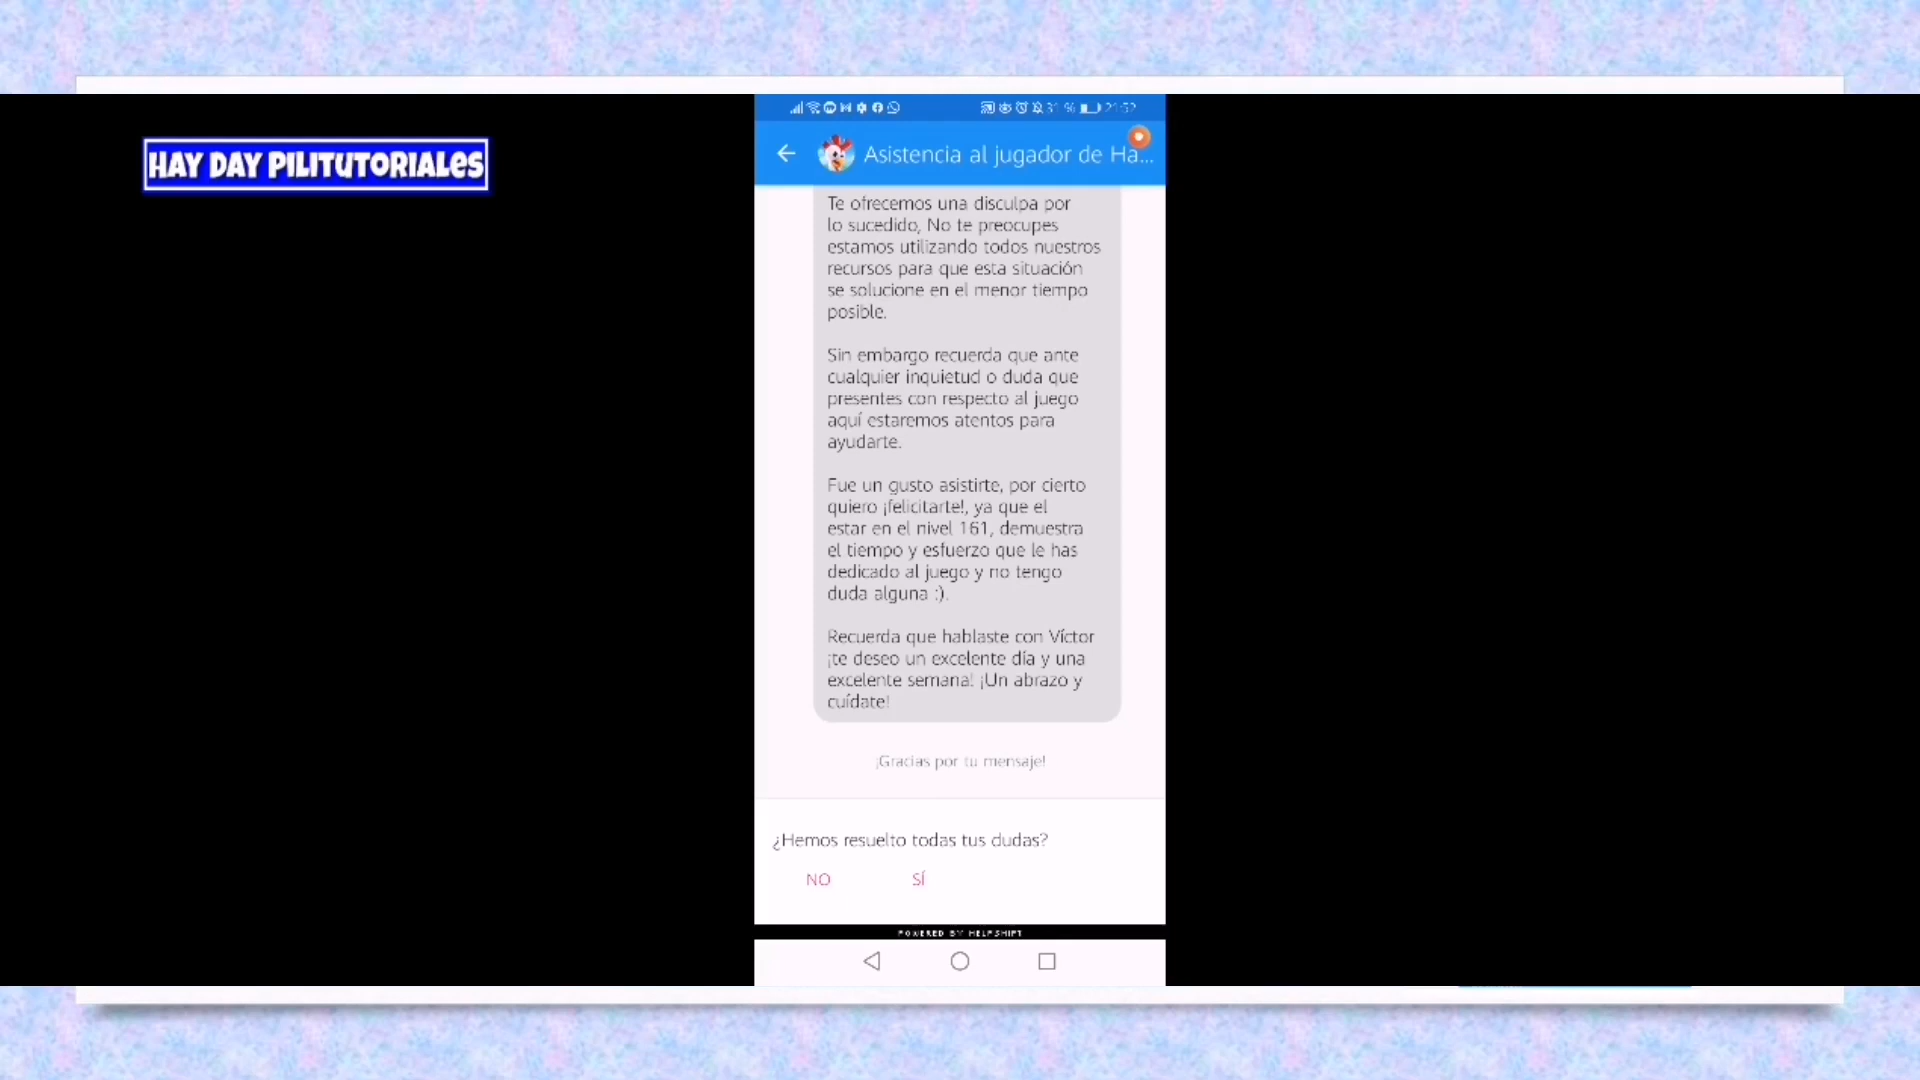 HAY DAY PILITUTORIALES
31 % 21:52
Asistencia al jugador de Ha...
Te ofrecemos una disculpa por
lo sucedido, No te preocupes
estamos utilizando todos nuestros
recursos para que esta situación
se solucione en el menor tiempo
posible.
Sin embargo recuerda que ante
cualquier inquietud o duda que
presentes con respecto al juego
aquí estaremos atentos para
ayudarte.
Fue un gusto asistirte, por cierto
quiero ¡felicitarte!, ya que el
estar en el nivel 161, demuestra
el tiempo y esfuerzo que le has
dedicado al juego y no tengo
duda alguna :).
Recuerda que hablaste con Víctor
¡te deseo un excelente día y una
excelente semana! ¡Un abrazo y
cuídate!
¡Gracias por tu mensaje!
¿Hemos resuelto todas tus dudas?
NO SÍ
POWERED BY HELPSHIFT